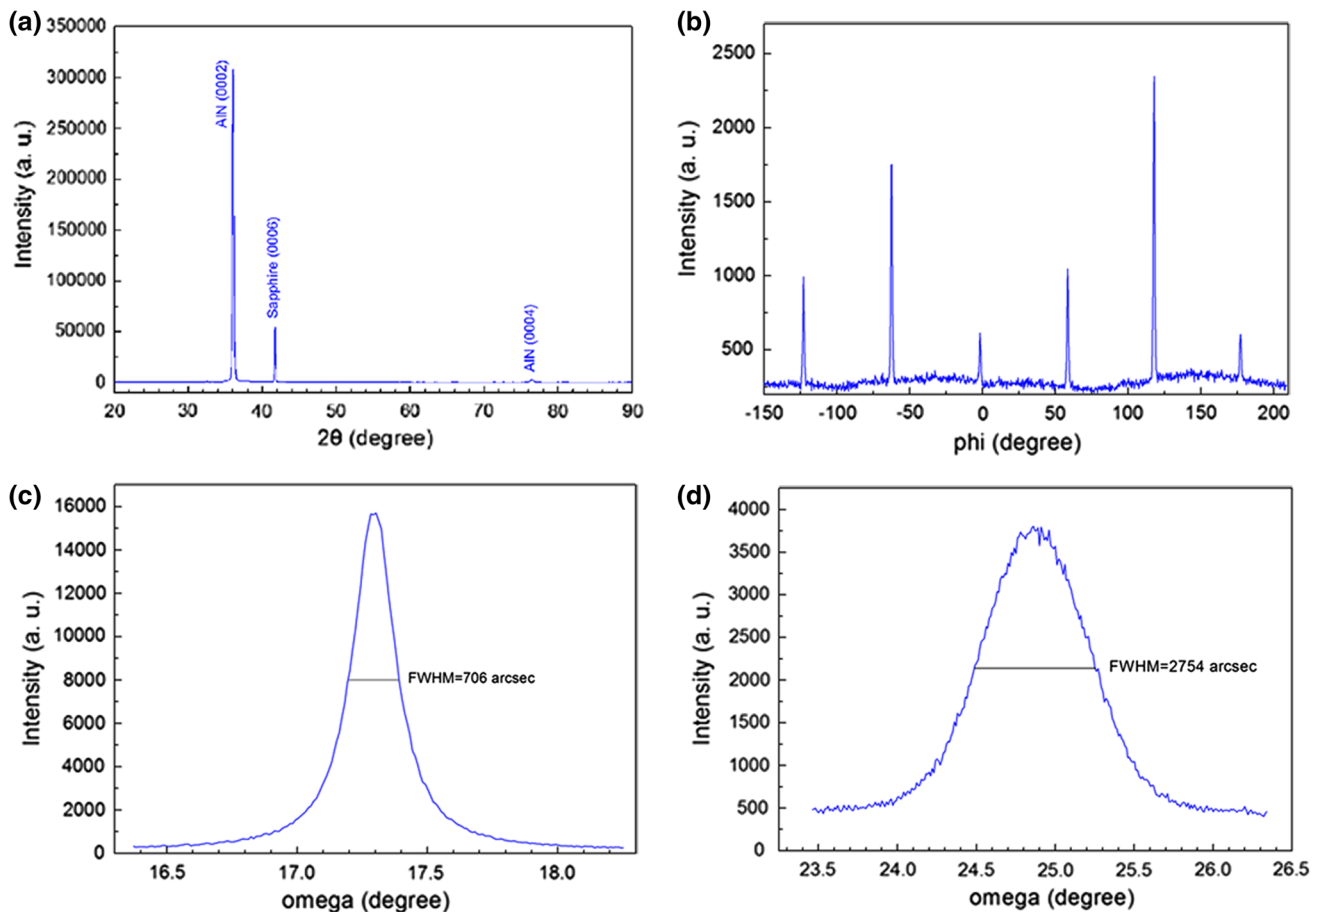 (a)
350000
300000
250000
200000
150000
100000
50000
0
Intensity (a. u.)
AlN (0002)
Sapphire (0006)
AlN (0004)
20 30 40 50 60 70 80 90
2θ (degree)
(b)
2500
2000
1500
1000
500
Intensity (a. u.)
-150 -100 -50 0 50 100 150 200
phi (degree)
(c)
16000
14000
12000
10000
8000
6000
4000
2000
0
Intensity (a. u.)
FWHM=706 arcsec
16.5 17.0 17.5 18.0
omega (degree)
(d)
4000
3500
3000
2500
2000
1500
1000
500
0
Intensity (a. u.)
FWHM=2754 arcsec
23.5 24.0 24.5 25.0 25.5 26.0 26.5
omega (degree)